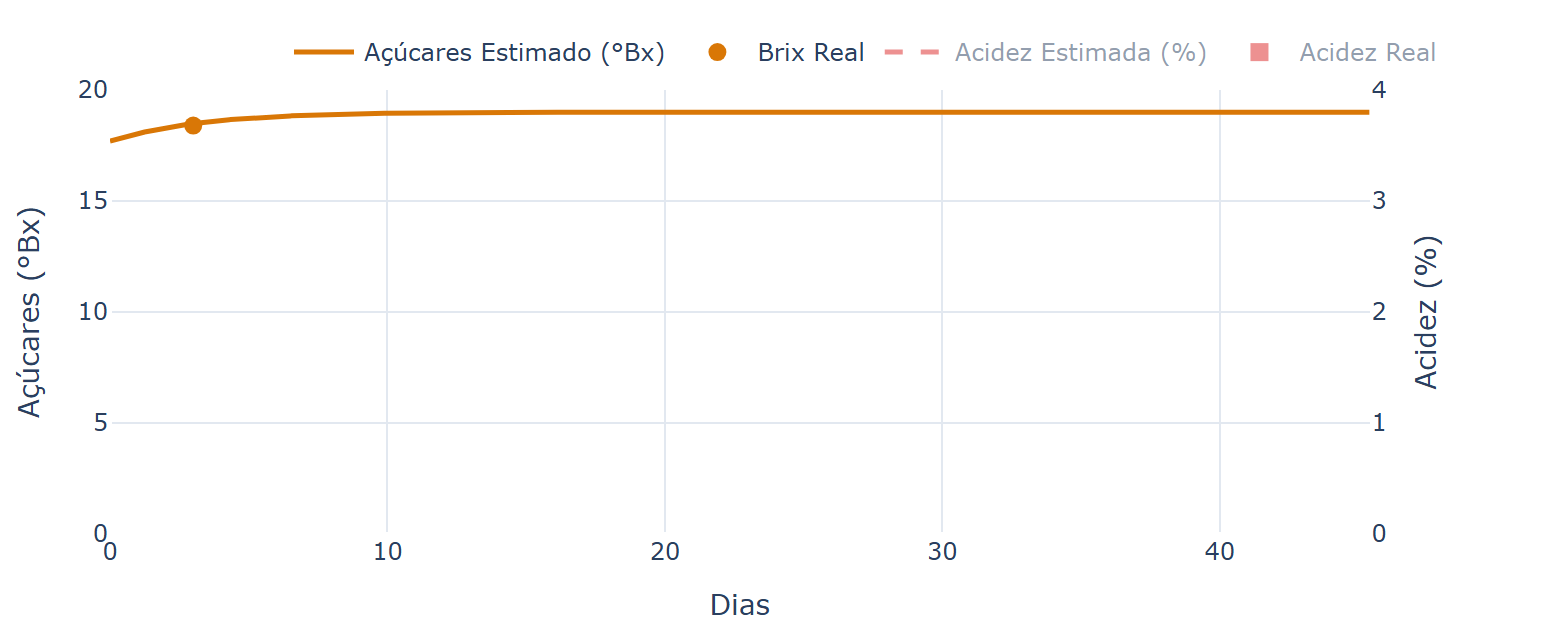 Açúcares Estimado (°Bx) Brix Real Acidez Estimada (%) Acidez Real
20
15
10
5
0
Açúcares (°Bx)
4
3
2
1
0
Acidez (%)
0 10 20 30 40
Dias